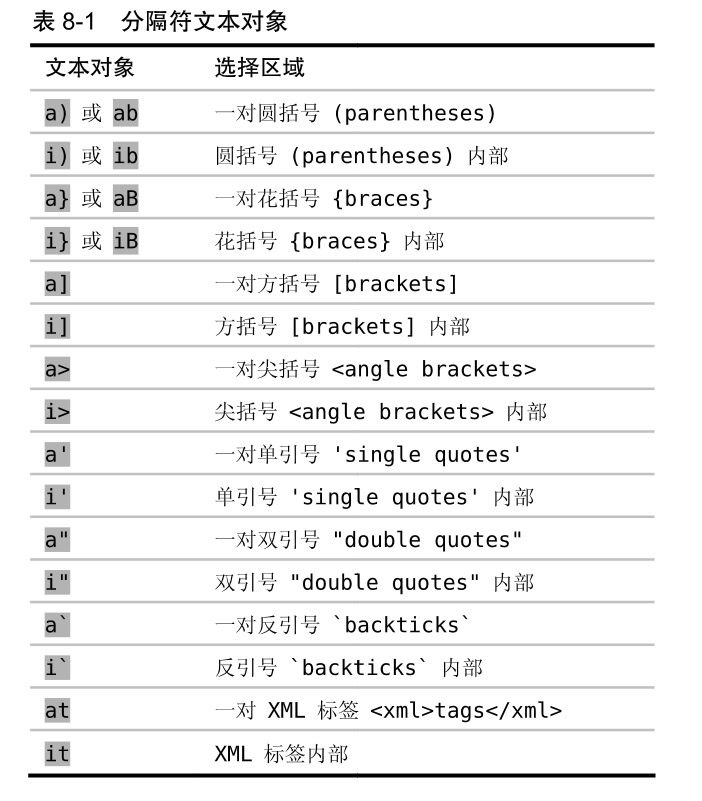 表 8-1 分隔符文本对象
文本对象 选择区域
a) 或 ab 一对圆括号 (parentheses)
i) 或 ib 圆括号 (parentheses) 内部
a} 或 aB 一对花括号 {braces}
i} 或 iB 花括号 {braces} 内部
a] 一对方括号 [brackets]
i] 方括号 [brackets] 内部
a> 一对尖括号 <angle brackets>
i> 尖括号 <angle brackets> 内部
a' 一对单引号 'single quotes'
i' 单引号 'single quotes' 内部
a" 一对双引号 "double quotes"
i" 双引号 "double quotes" 内部
a` 一对反引号 `backticks`
i` 反引号 `backticks` 内部
at 一对 XML 标签 <xml>tags</xml>
it XML 标签内部